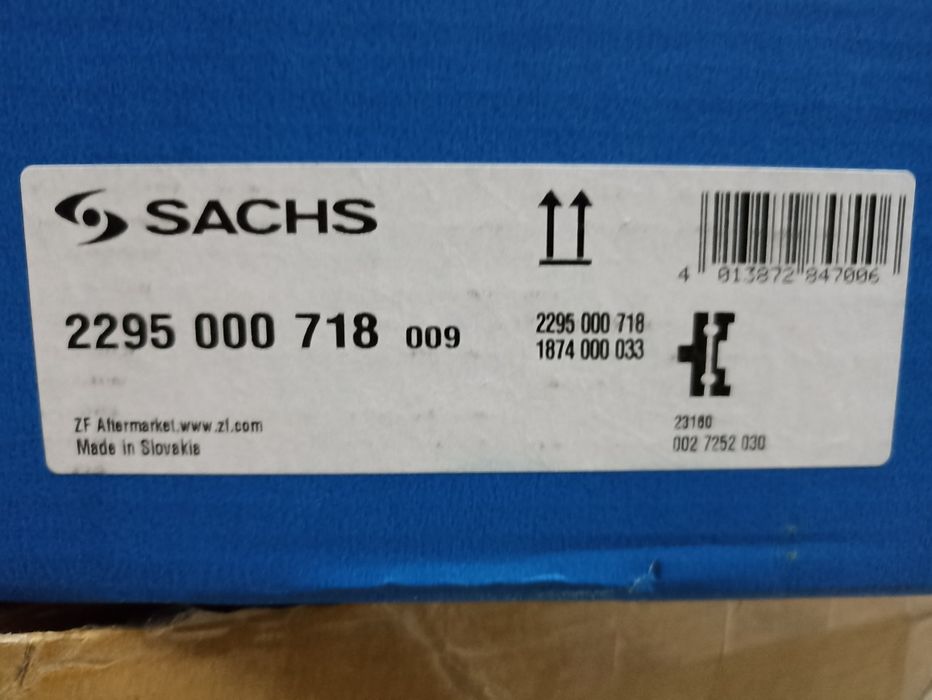 SACHS
4 013872 847006
2295 000 718 009
2295 000 718
1874 000 033
ZF Aftermarket.www.zf.com
Made in Slovakia
23160
002 7252 030